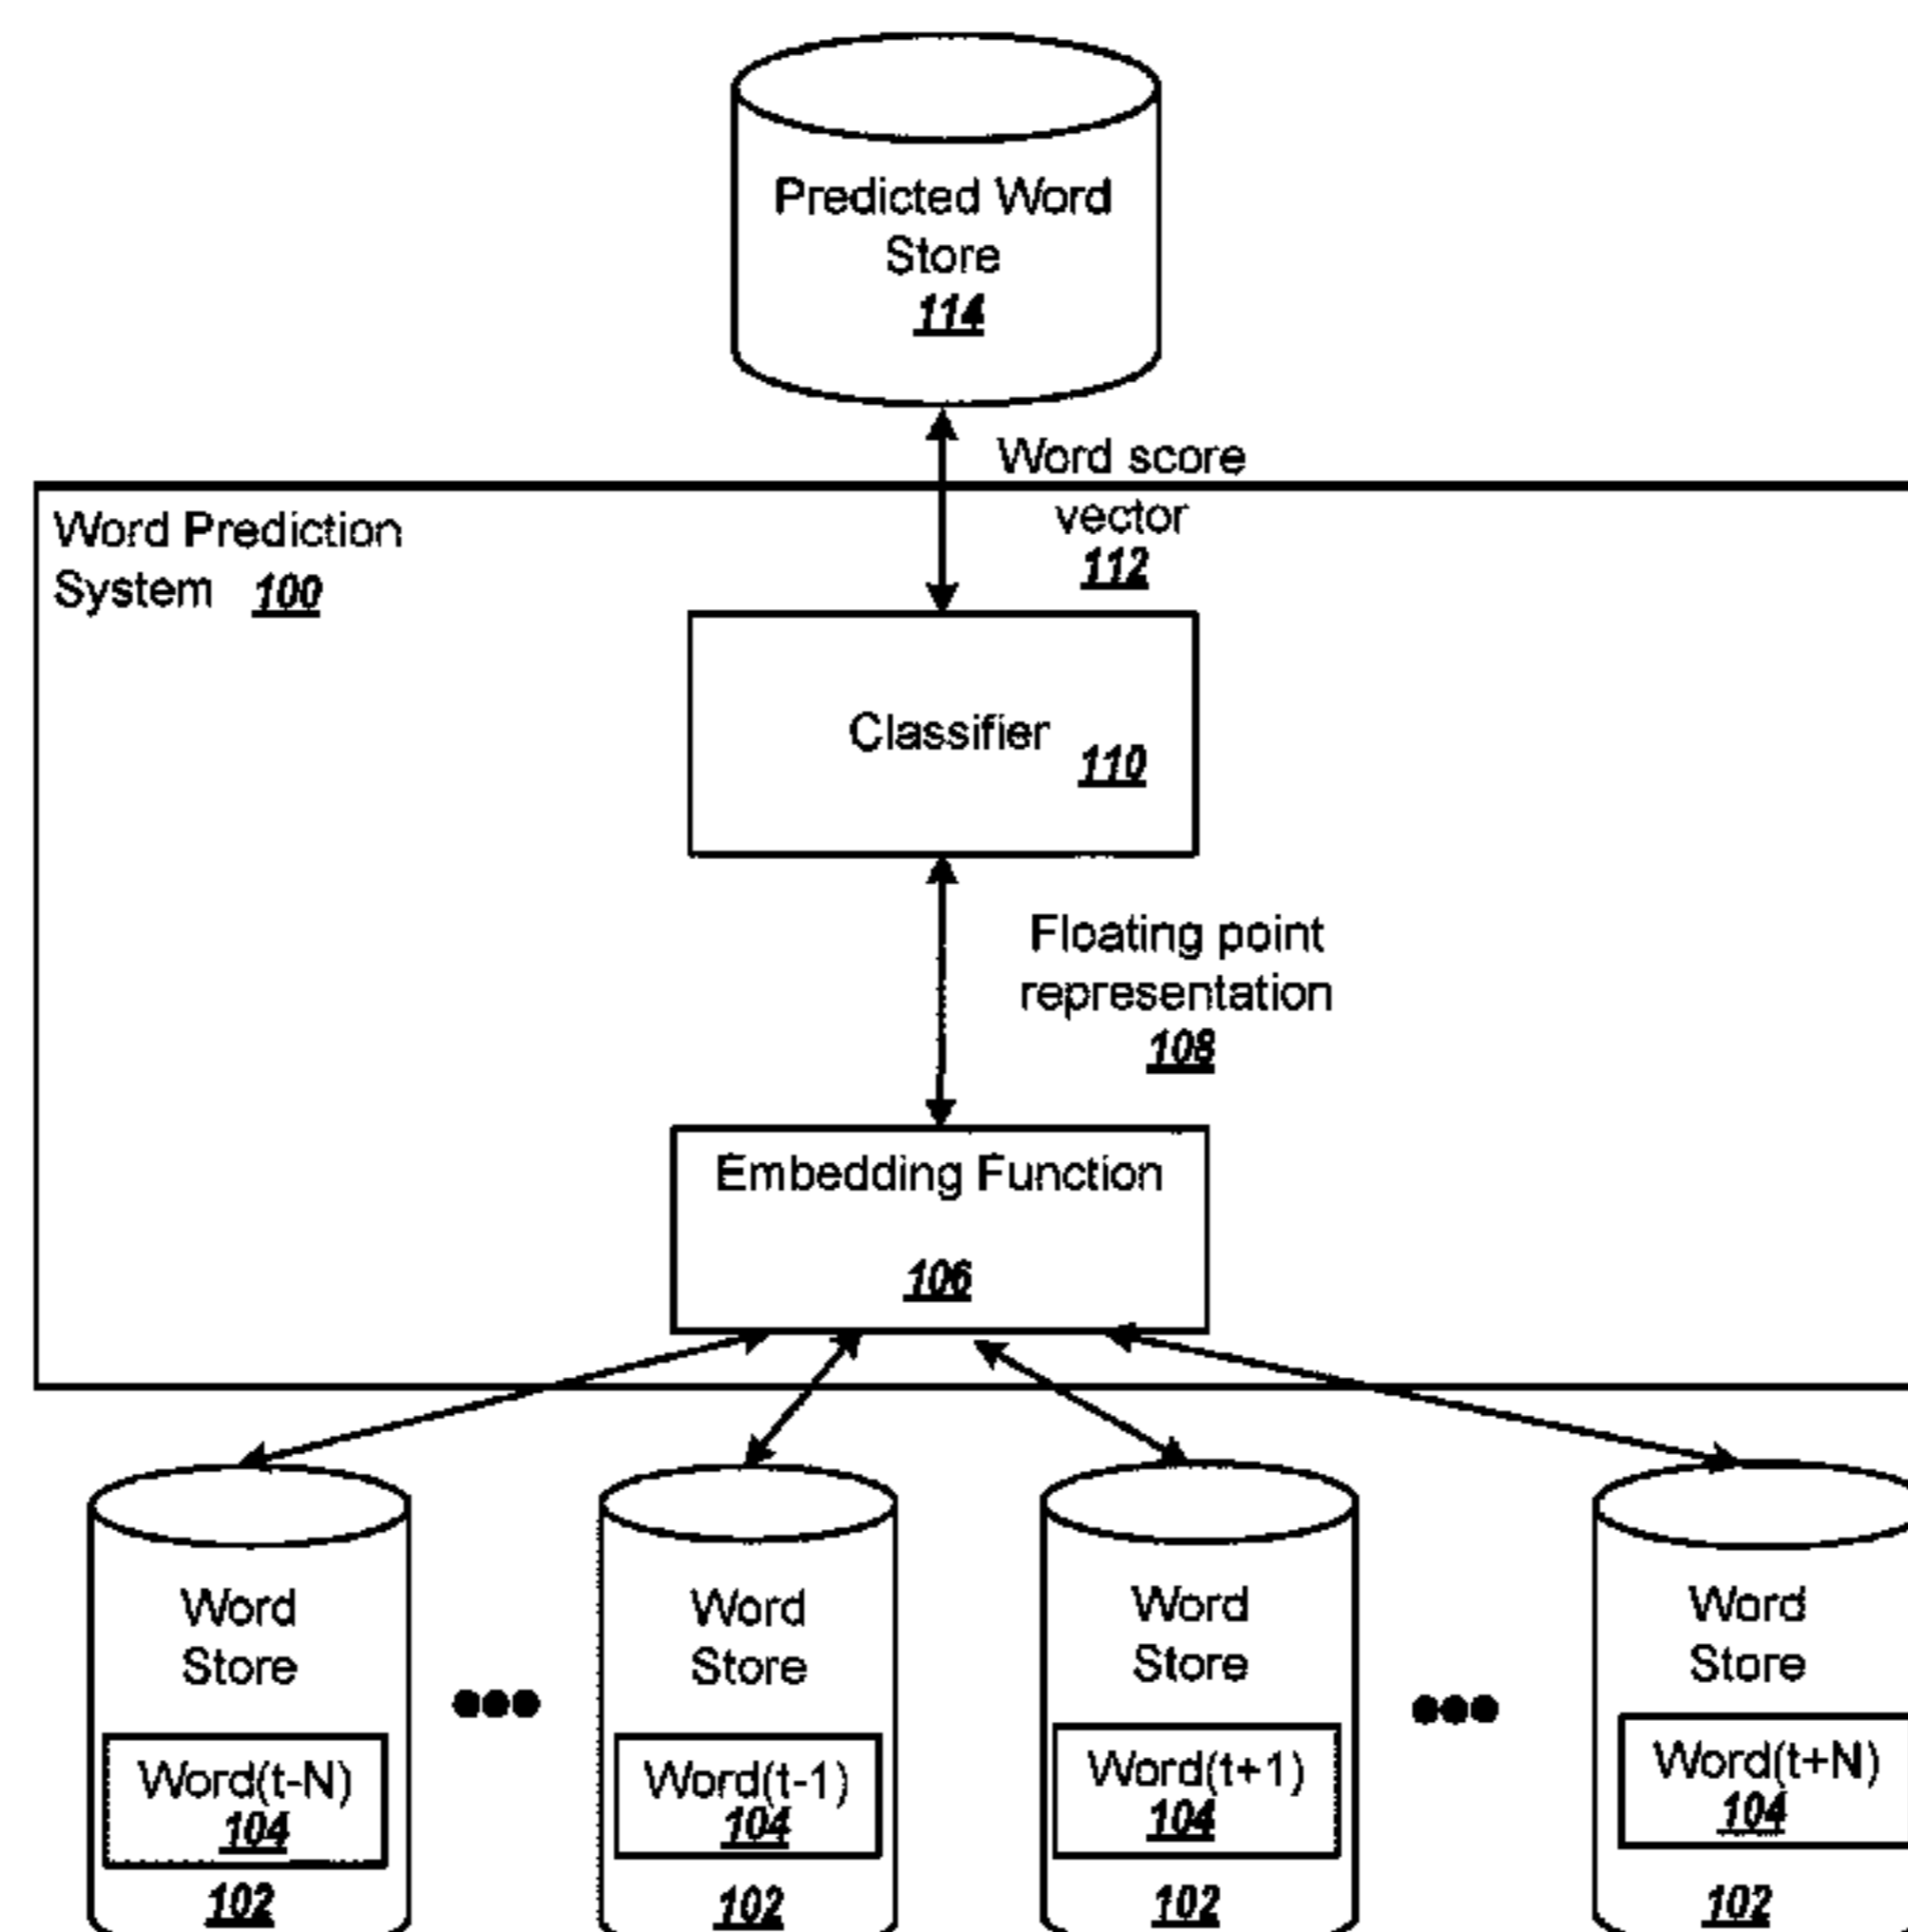 Predicted Word
Store
114
Word score
vector
112
Word Prediction
System 100
Classifier
110
Floating point
representation
108
Embedding Function
106
Word
Store
Word(t-N)
104
102
Word
Store
Word(t-1)
104
102
Word
Store
Word(t+1)
104
102
Word
Store
Word(t+N)
104
102